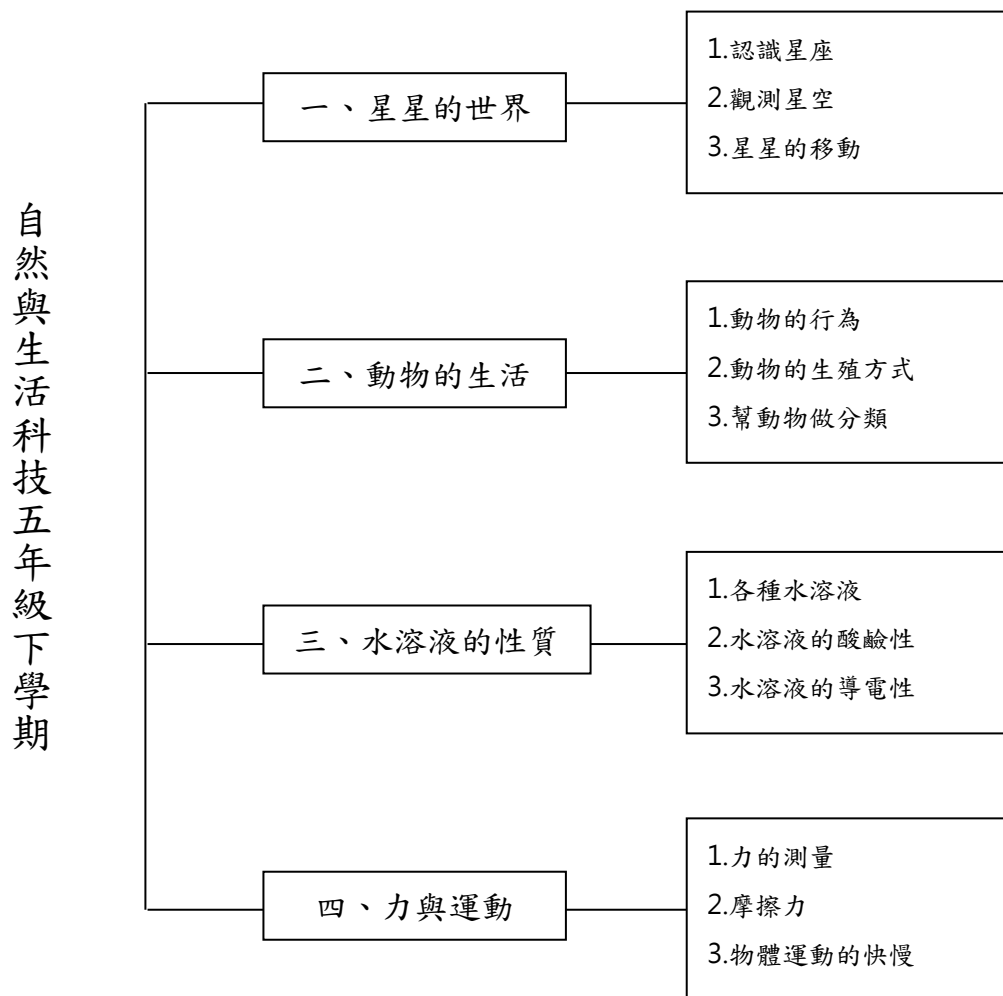 自然與生活科技五年級下學期
一、星星的世界
1.認識星座
2.觀測星空
3.星星的移動
二、動物的生活
1.動物的行為
2.動物的生殖方式
3.幫動物做分類
三、水溶液的性質
1.各種水溶液
2.水溶液的酸鹼性
3.水溶液的導電性
四、力與運動
1.力的測量
2.摩擦力
3.物體運動的快慢